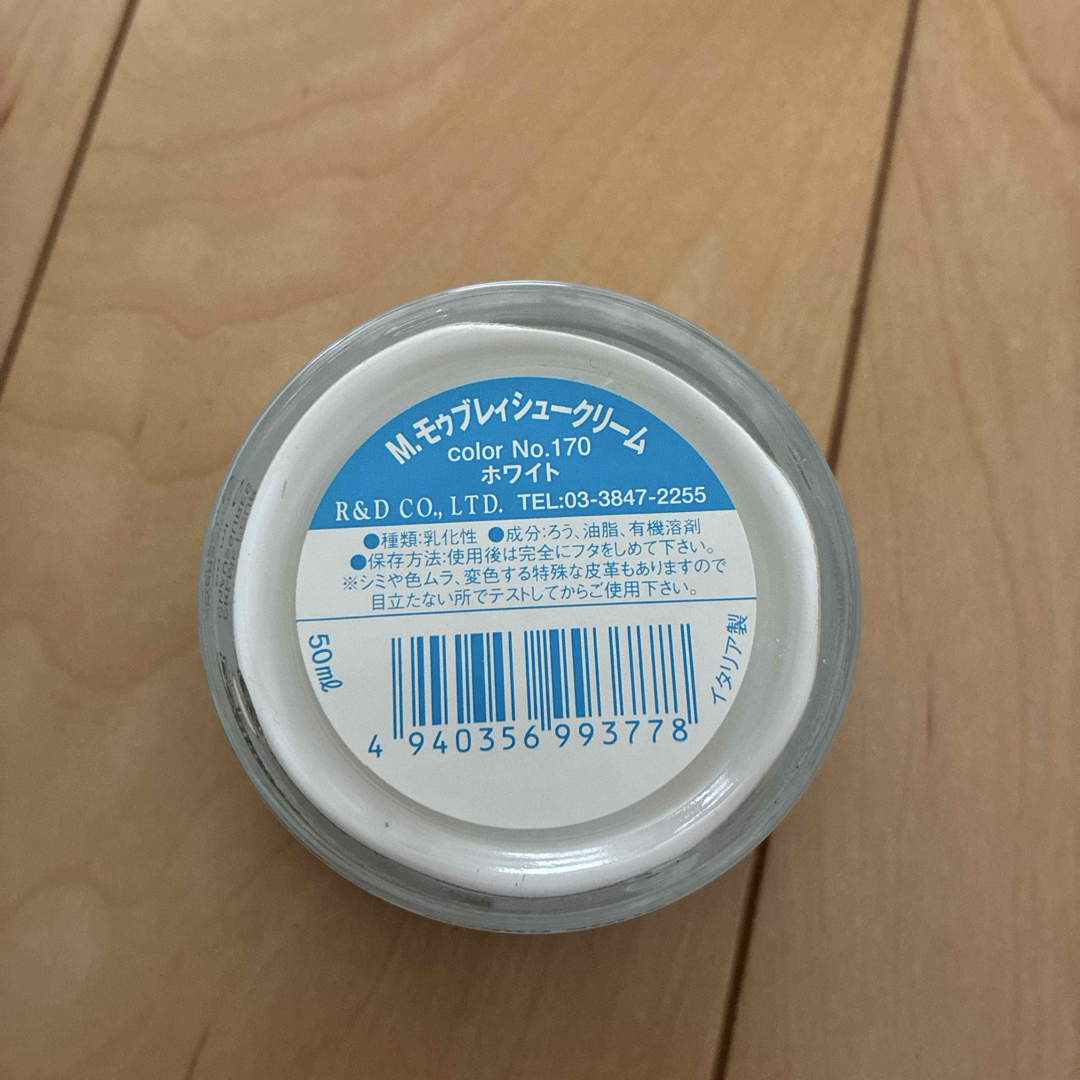 M.モゥブレィシュークリーム
color No.170
ホワイト
R&D CO., LTD. TEL:03-3847-2255
●種類:乳化性 ●成分:ろう、油脂、有機溶剤
●保存方法:使用後は完全にフタをしめて下さい。
※シミや色ムラ、変色する特殊な皮革もありますので
目立たない所でテストしてからご使用下さい。
50ml
イタリア製
4 940356 993778